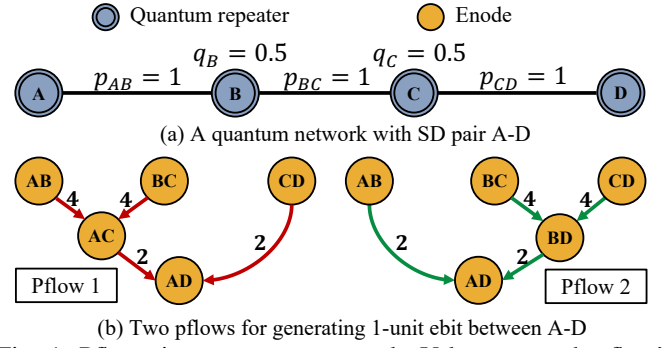 Quantum repeater Enode
q_B = 0.5 q_C = 0.5
A p_AB = 1 B p_BC = 1 C p_CD = 1 D
(a) A quantum network with SD pair A-D
AB BC CD AB BC CD
4 4 4 4
AC 2 2 BD
2 2
AD AD
Pflow 1 Pflow 2
(b) Two pflows for generating 1-unit ebit between A-D